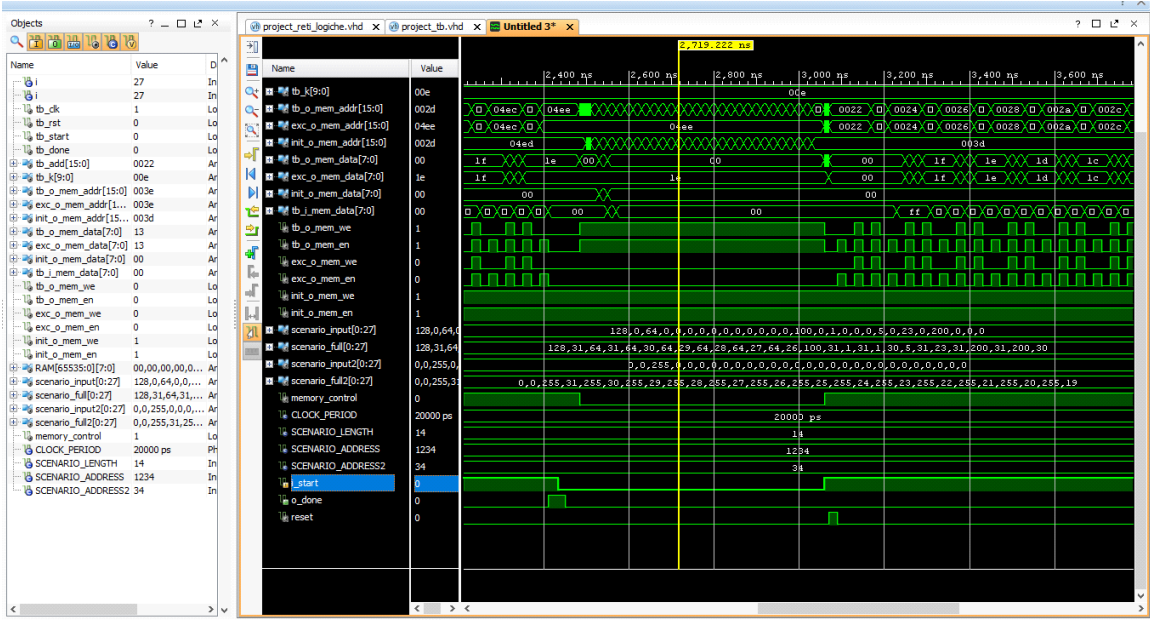 Objects
Name Value D
i 27 In
i 27 In
tb_clk 1 Lo
tb_rst 0 Lo
tb_start 0 Lo
tb_done 0 Lo
tb_add[15:0] 0022 Ar
tb_k[9:0] 00e Ar
tb_o_mem_addr[15:0] 003e Ar
exc_o_mem_addr[1... 003e Ar
init_o_mem_addr[15... 003d Ar
tb_o_mem_data[7:0] 13 Ar
exc_o_mem_data[7:0] 13 Ar
init_o_mem_data[7:0] 00 Ar
tb_i_mem_data[7:0] 00 Ar
tb_o_mem_we 0 Lo
tb_o_mem_en 0 Lo
exc_o_mem_we 0 Lo
exc_o_mem_en 0 Lo
init_o_mem_we 1 Lo
init_o_mem_en 1 Lo
RAM[65535:0][7:0] 00,00,00,00,0... Ar
scenario_input[0:27] 128,0,64,0,0,... Ar
scenario_full[0:27] 128,31,64,31,... Ar
scenario_input2[0:27] 0,0,255,0,0,0,... Ar
scenario_full2[0:27] 0,0,255,31,25... Ar
memory_control 1 Lo
CLOCK_PERIOD 20000 ps Ph
SCENARIO_LENGTH 14 In
SCENARIO_ADDRESS 1234 In
SCENARIO_ADDRESS2 34 In
project_reti_logiche.vhd project_tb.vhd Untitled 3*
2,719.222 ns
Name Value
2,400 ns 2,600 ns 2,800 ns 3,000 ns 3,200 ns 3,400 ns 3,600 ns
tb_k[9:0] 00e 00e
tb_o_mem_addr[15:0] 002d 04ec 04ee 0022 0024 0026 0028 002a 002c
exc_o_mem_addr[15:0] 04ee 04ec 04ee 0022 0024 0026 0028 002a 002c
init_o_mem_addr[15:0] 002d 04ed 003d
tb_o_mem_data[7:0] 00 1f 1e 00 00 00 1f 1e 1d 1c
exc_o_mem_data[7:0] 1e 1f 1e 00 1f 1e 1d 1c
init_o_mem_data[7:0] 00 00 00
tb_i_mem_data[7:0] 00 00 00 ff
tb_o_mem_we 1
tb_o_mem_en 1
exc_o_mem_we 0
exc_o_mem_en 0
init_o_mem_we 1
init_o_mem_en 1
scenario_input[0:27] 128,0,64,0 128,0,64,0,0,0,0,0,0,0,0,0,100,0,1,0,0,0,5,0,23,0,200,0,0,0
scenario_full[0:27] 128,31,64 128,31,64,31,64,30,64,29,64,28,64,27,64,26,100,31,1,31,1,30,5,31,23,31,200,31,200,30
scenario_input2[0:27] 0,0,255,0, 0,0,255,0,0,0,0,0,0,0,0,0,0,0,0,0,0,0,0,0,0,0,0,0
scenario_full2[0:27] 0,0,255,31 0,0,255,31,255,30,255,29,255,28,255,27,255,26,255,25,255,24,255,23,255,22,255,21,255,20,255,19
memory_control 0
CLOCK_PERIOD 20000 ps 20000 ps
SCENARIO_LENGTH 14 14
SCENARIO_ADDRESS 1234 1234
SCENARIO_ADDRESS2 34 34
i_start 0
o_done 0
reset 0